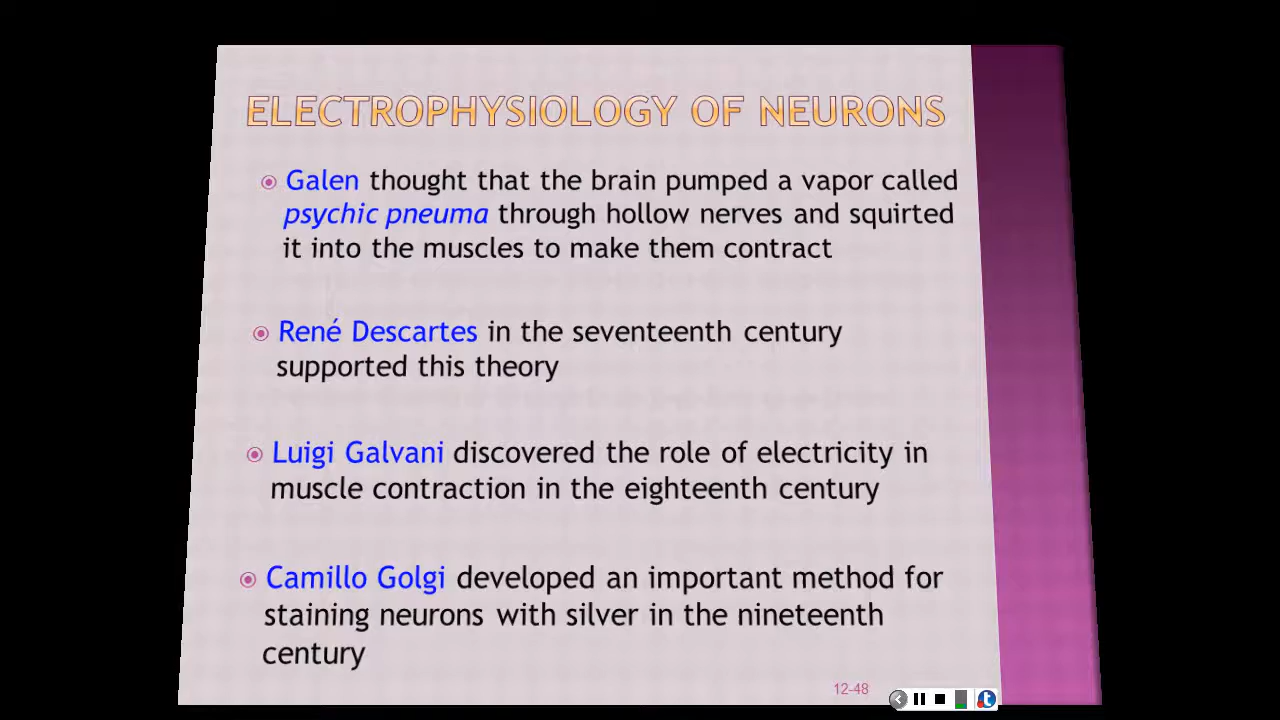 ELECTROPHYSIOLOGY OF NEURONS
Galen thought that the brain pumped a vapor called
psychic pneuma through hollow nerves and squirted
it into the muscles to make them contract
René Descartes in the seventeenth century
supported this theory
Luigi Galvani discovered the role of electricity in
muscle contraction in the eighteenth century
Camillo Golgi developed an important method for
staining neurons with silver in the nineteenth
century
12-48
t